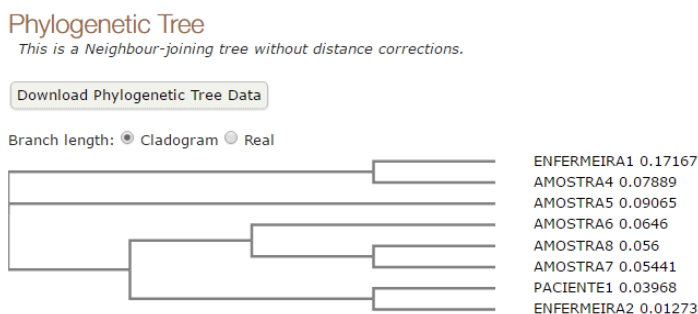 Phylogenetic Tree
This is a Neighbour-joining tree without distance corrections.
Download Phylogenetic Tree Data
Branch length: Cladogram Real
ENFERMEIRA1 0.17167
AMOSTRA4 0.07889
AMOSTRA5 0.09065
AMOSTRA6 0.0646
AMOSTRA8 0.056
AMOSTRA7 0.05441
PACIENTE1 0.03968
ENFERMEIRA2 0.01273